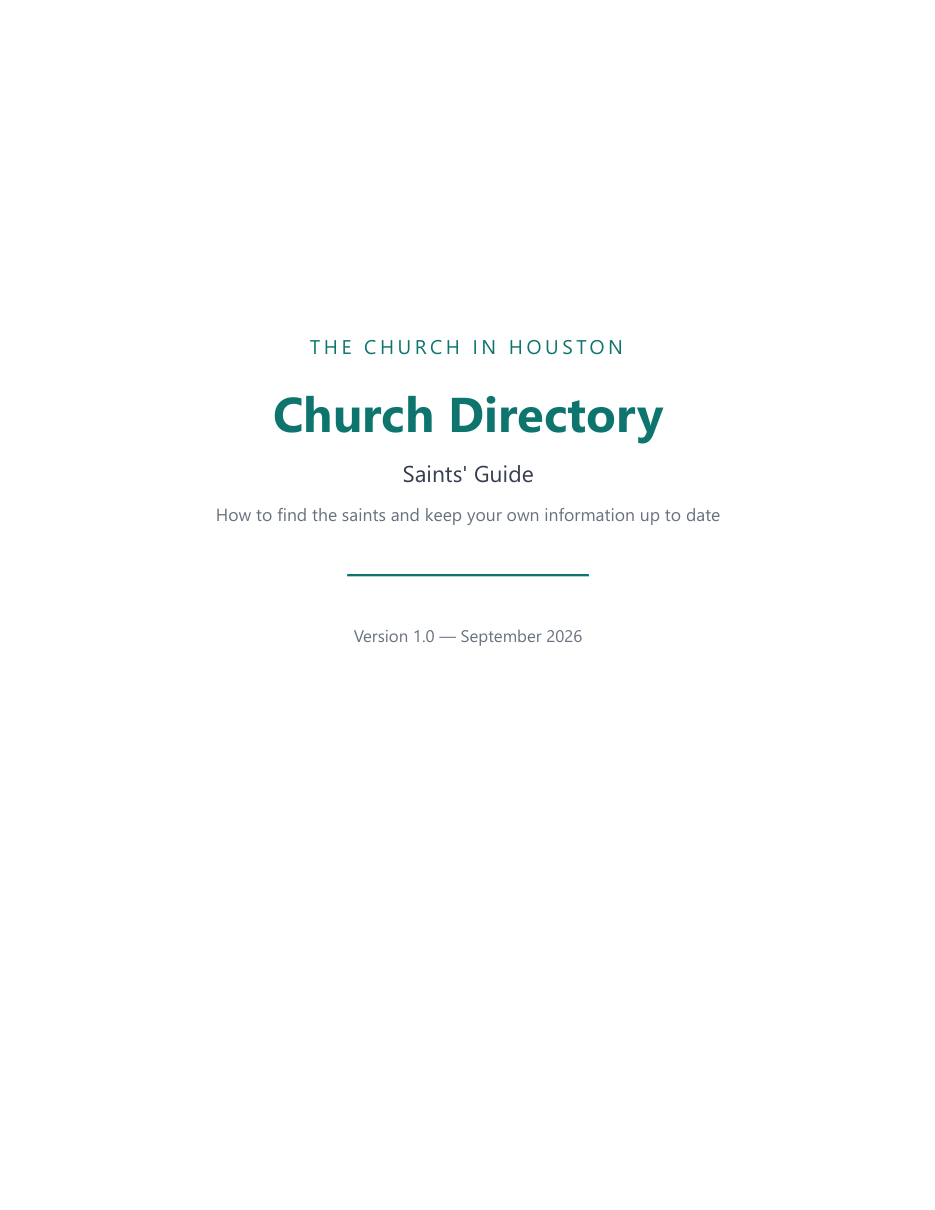 THE CHURCH IN HOUSTON
Church Directory
Saints' Guide
How to find the saints and keep your own information up to date
Version 1.0 — September 2026